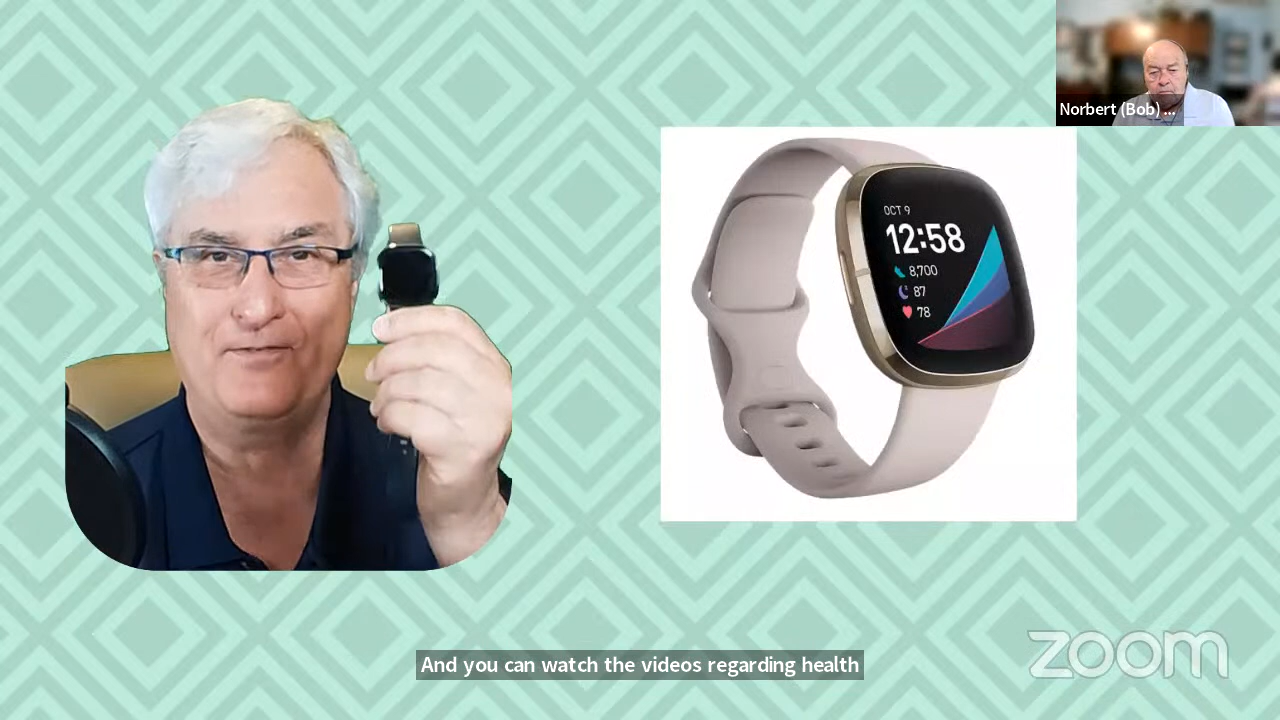 Norbert (Bob) ...
OCT 9
12:58
8,700
87
78
And you can watch the videos regarding health
zoom